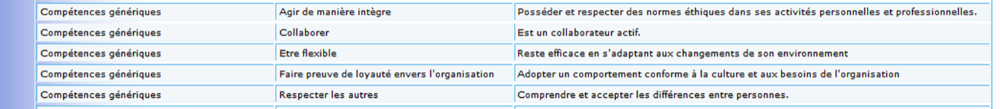 Compétences génériques Agir de manière intègre Posséder et respecter des normes éthiques dans ses activités personnelles et professionnelles.
Compétences génériques Collaborer Est un collaborateur actif.
Compétences génériques Etre flexible Reste efficace en s'adaptant aux changements de son environnement
Compétences génériques Faire preuve de loyauté envers l'organisation Adopter un comportement conforme à la culture et aux besoins de l'organisation
Compétences génériques Respecter les autres Comprendre et accepter les différences entre personnes.